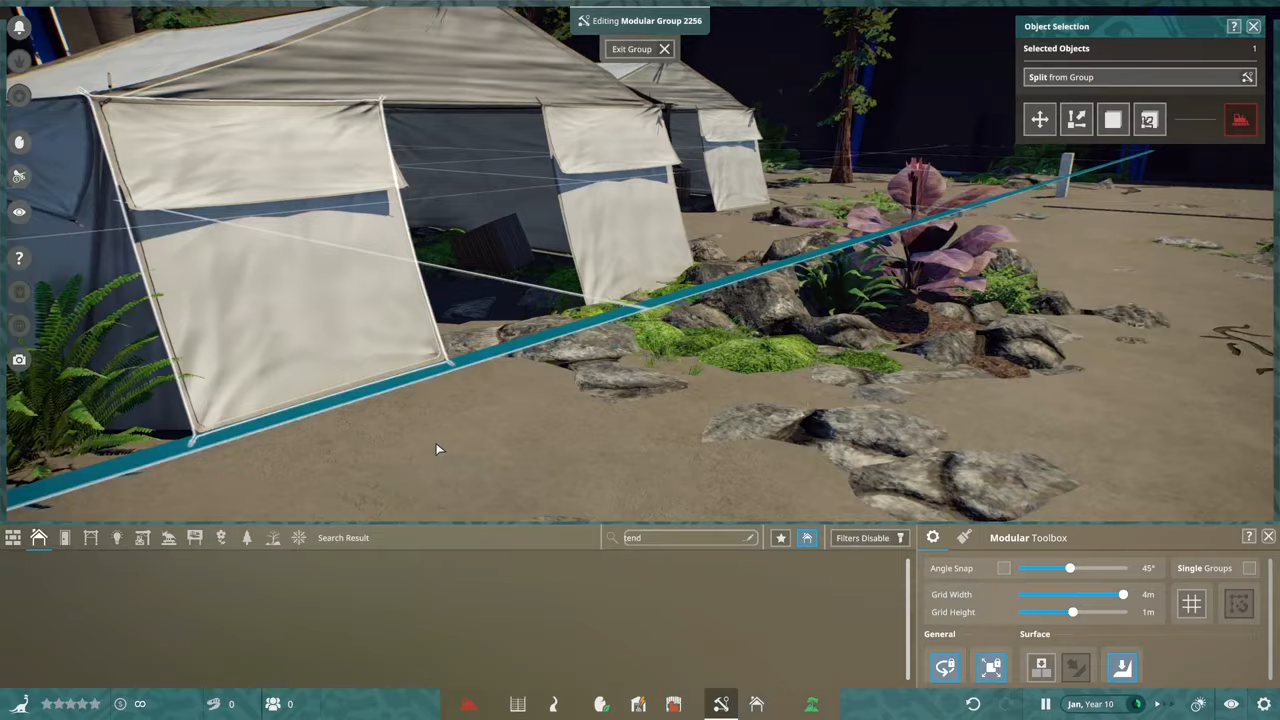 Editing Modular Group 2256
Exit Group
Object Selection
?
Selected Objects 1
Split from Group
12
?
Search Result
tend
Filters Disable
Modular Toolbox
?
Angle Snap 45° Single Groups
Grid Width 4m
Grid Height 1m
General Surface
∞
0
0
Jan, Year 10